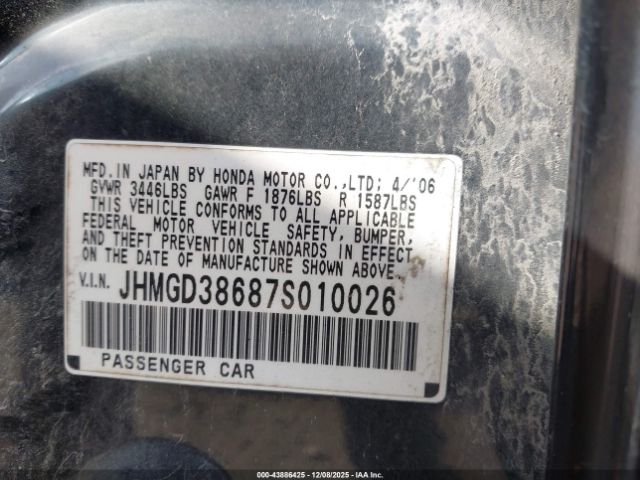 MFD.IN JAPAN BY HONDA MOTOR CO.,LTD; 4/'06
GVWR 3446LBS GAWR F 1876LBS R 1587LBS
THIS VEHICLE CONFORMS TO ALL APPLICABLE
FEDERAL MOTOR VEHICLE SAFETY, BUMPER,
AND THEFT PREVENTION STANDARDS IN EFFECT
ON THE DATE OF MANUFACTURE SHOWN ABOVE.
V.I.N. JHMGD38687S010026
PASSENGER CAR
000-43886425 - 12/08/2025 - IAA Inc.